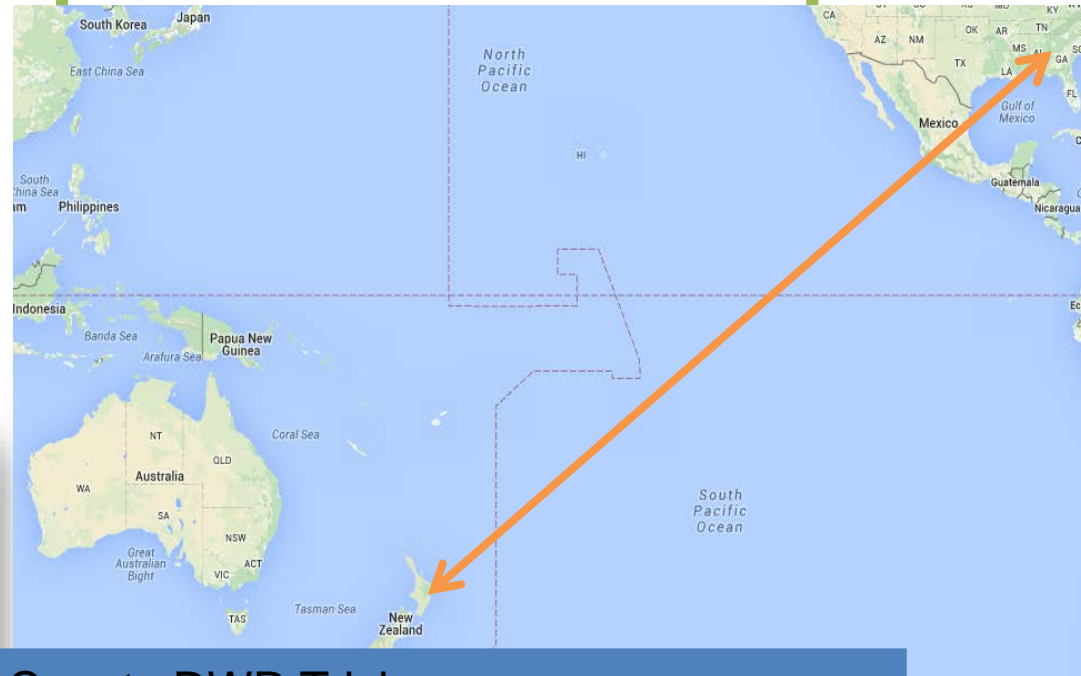 South Korea
Japan
East China Sea
North
Pacific
Ocean
HI
CA
AZ
NM
OK
AR
TN
KY
MS
TX
LA
GA
SC
FL
Gulf of
Mexico
Mexico
Guatemala
Nicaragua
South
China Sea
Philippines
Indonesia
Banda Sea
Arafura Sea
Papua New
Guinea
Coral Sea
NT
QLD
Australia
WA
SA
NSW
ACT
VIC
Great
Australian
Bight
TAS
Tasman Sea
New
Zealand
South
Pacific
Ocean